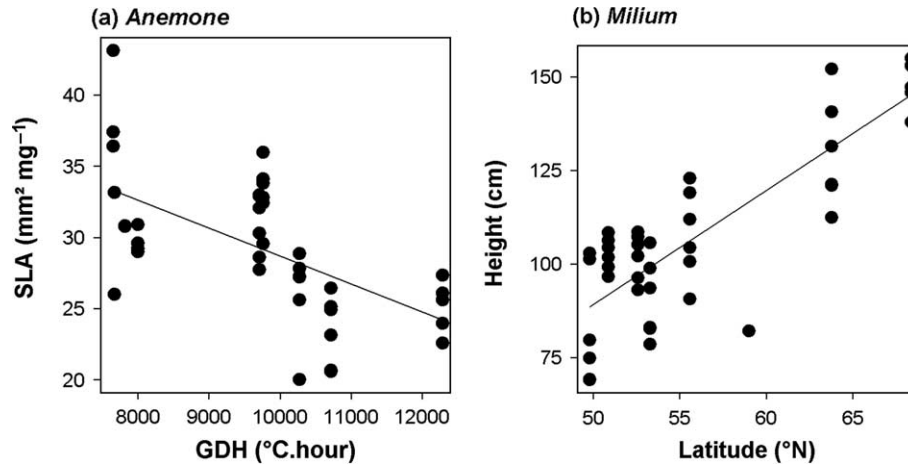 (a) Anemone
SLA (mm² mg⁻¹)
40
35
30
25
20
8000 9000 10000 11000 12000
GDH (°C.hour)
(b) Milium
Height (cm)
150
125
100
75
50 55 60 65
Latitude (°N)